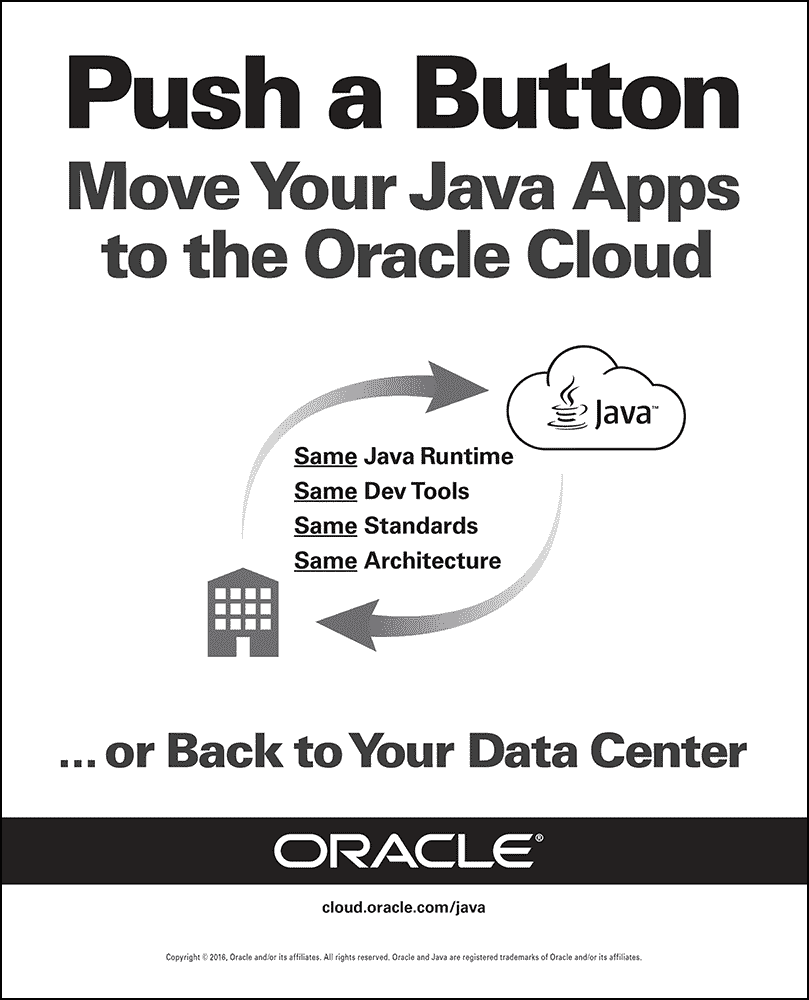 Push a Button
Move Your Java Apps
to the Oracle Cloud
Java™
Same Java Runtime
Same Dev Tools
Same Standards
Same Architecture
... or Back to Your Data Center
ORACLE®
cloud.oracle.com/java
Copyright © 2016, Oracle and/or its affiliates. All rights reserved. Oracle and Java are registered trademarks of Oracle and/or its affiliates.